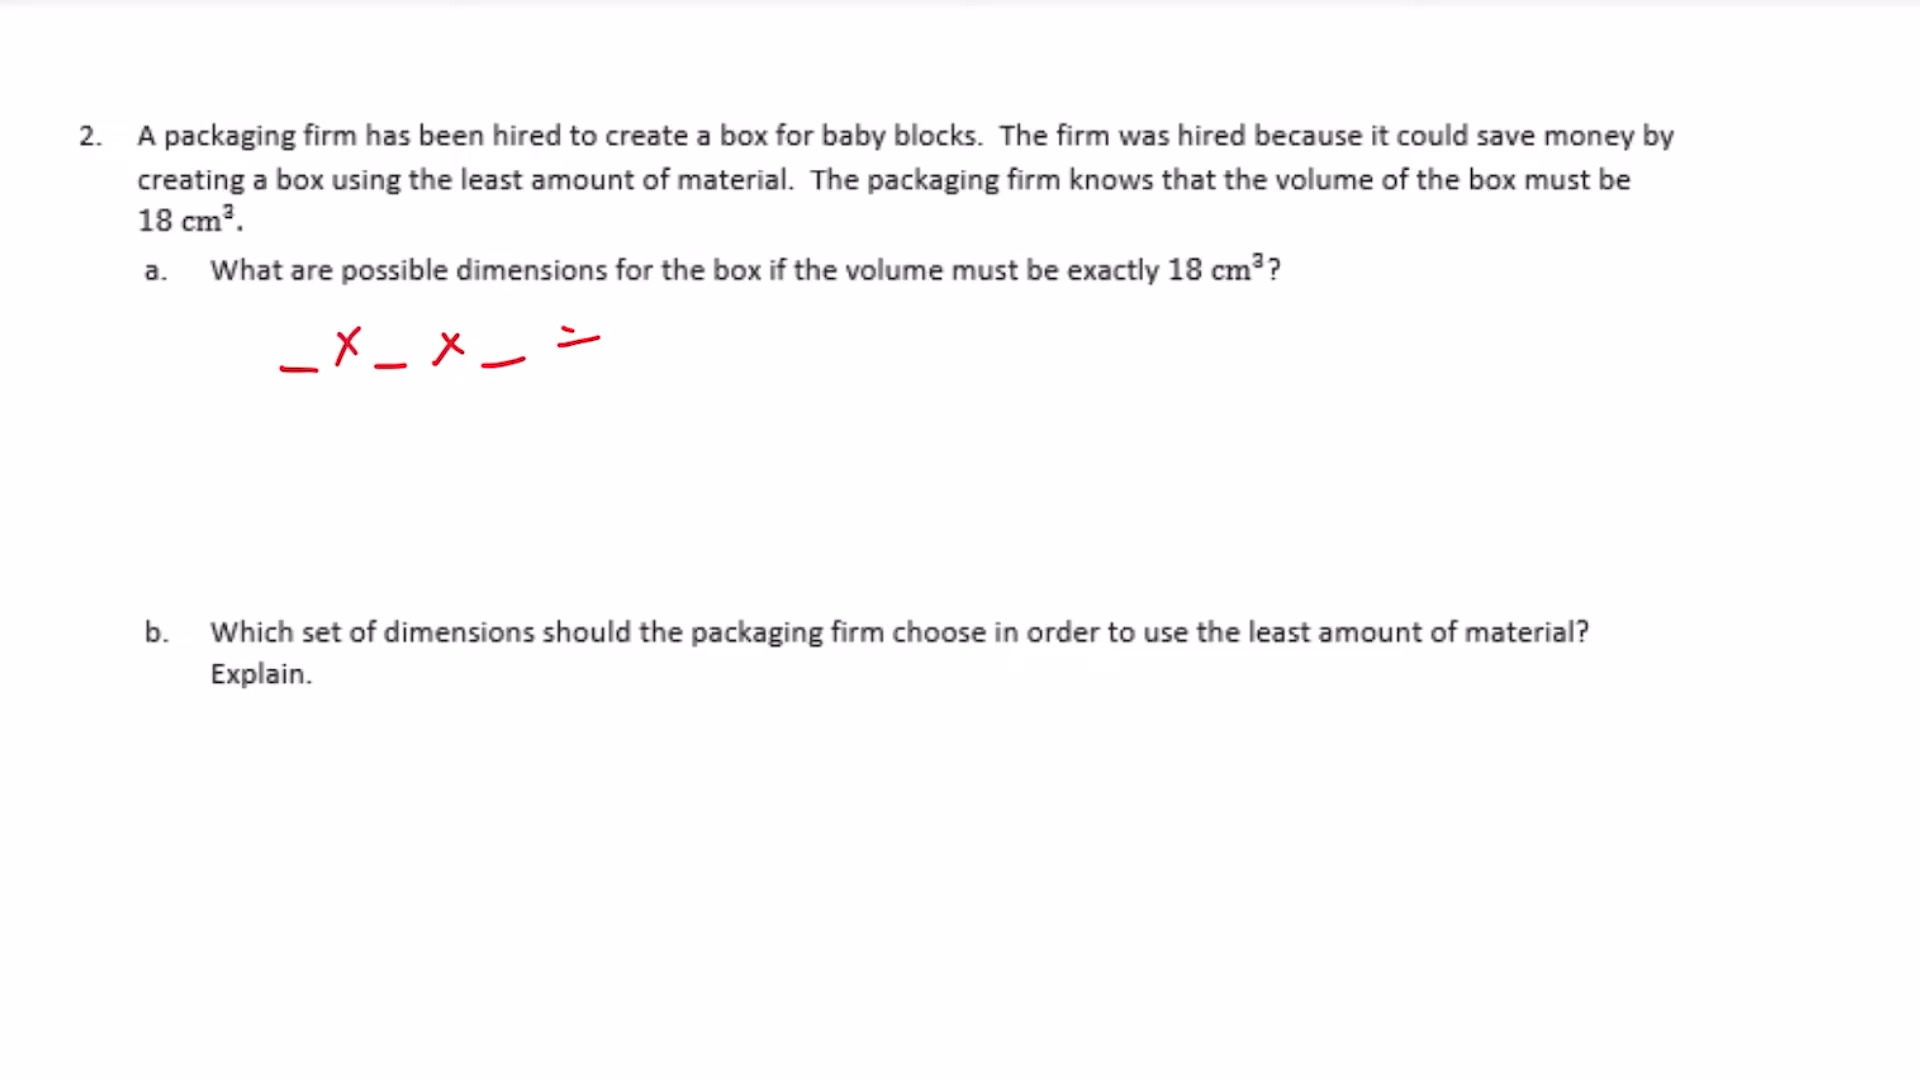 2. A packaging firm has been hired to create a box for baby blocks. The firm was hired because it could save money by
creating a box using the least amount of material. The packaging firm knows that the volume of the box must be
18 cm³.
a. What are possible dimensions for the box if the volume must be exactly 18 cm³?
_ x _ x _ =
b. Which set of dimensions should the packaging firm choose in order to use the least amount of material?
Explain.